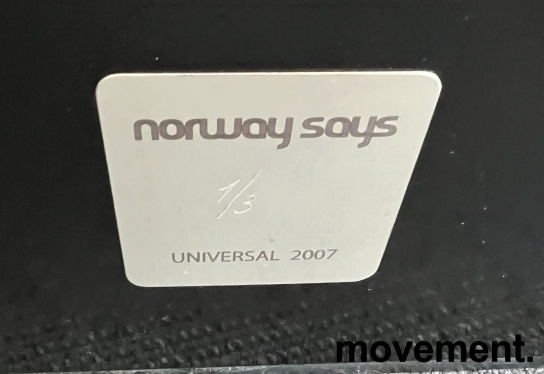 norway says
1/3
UNIVERSAL 2007
movement.